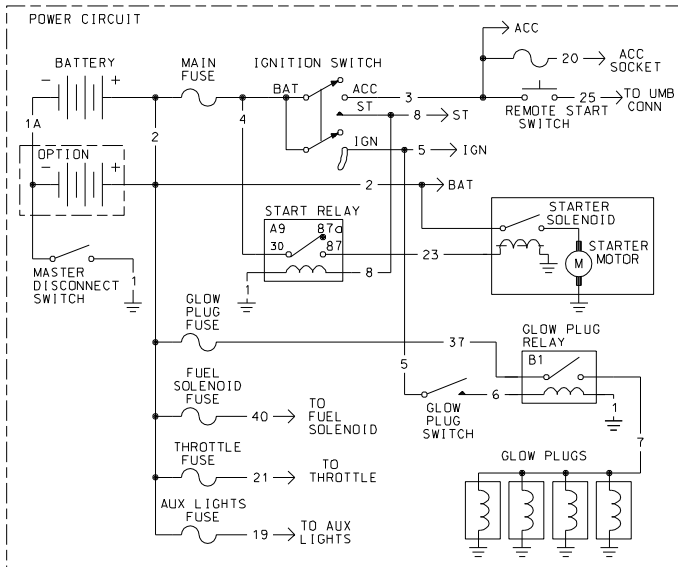 POWER CIRCUIT
BATTERY
- +
1A
OPTION
- +
MASTER
DISCONNECT
SWITCH
1
2
MAIN
FUSE
4
IGNITION SWITCH
BAT
ACC
ST
IGN
3
8
ST
5
IGN
2
BAT
ACC
20
ACC
SOCKET
REMOTE START
SWITCH
25
TO UMB
CONN
START RELAY
A9
87a
30
87
1
8
23
STARTER
SOLENOID
STARTER
MOTOR
M
GLOW
PLUG
FUSE
37
5
GLOW
PLUG
SWITCH
6
GLOW PLUG
RELAY
B1
1
7
FUEL
SOLENOID
FUSE
40
TO
FUEL
SOLENOID
THROTTLE
FUSE
21
TO
THROTTLE
AUX LIGHTS
FUSE
19
TO AUX
LIGHTS
GLOW PLUGS